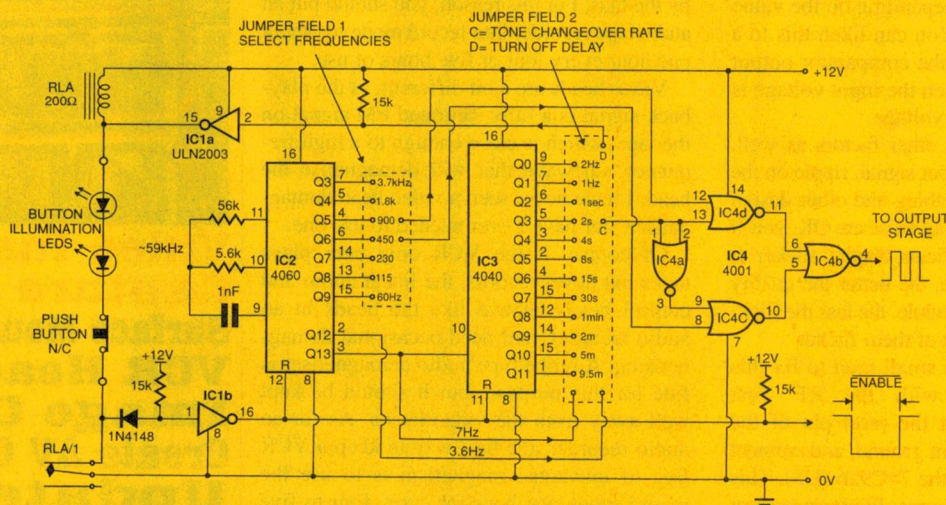 JUMPER FIELD 1
SELECT FREQUENCIES
JUMPER FIELD 2
C= TONE CHANGEOVER RATE
D= TURN OFF DELAY
+12V
RLA
200Ω
15
9
2
IC1a
ULN2003
15k
16
16
BUTTON
ILLUMINATION
LEDS
56k
11
~59kHz
5.6k
10
1nF
9
IC2
4060
Q3 7 3.7kHz
Q4 5 1.8k
Q5 4 900
Q6 6 450
Q7 14 230
Q8 13 115
Q9 15 60Hz
Q12 2
Q13 3
R
12
8
IC3
4040
10
D
Q0 9 2Hz
Q1 7 1Hz
Q2 6 1sec
Q3 5 2s
C
Q4 3 4s
Q5 2 8s
Q6 4 15s
Q7 13 30s
Q8 12 1min
Q9 14 2m
Q10 15 5m
Q11 1 9.5m
R
11
8
7Hz
3.6Hz
1
2
IC4a
3
12
13
14
IC4d
11
IC4
4001
9
8
IC4c
10
7
6
5
IC4b
4
TO OUTPUT
STAGE
PUSH
BUTTON
N/C
+12V
15k
1N4148
1
IC1b
16
8
RLA/1
+12V
15k
ENABLE
0V